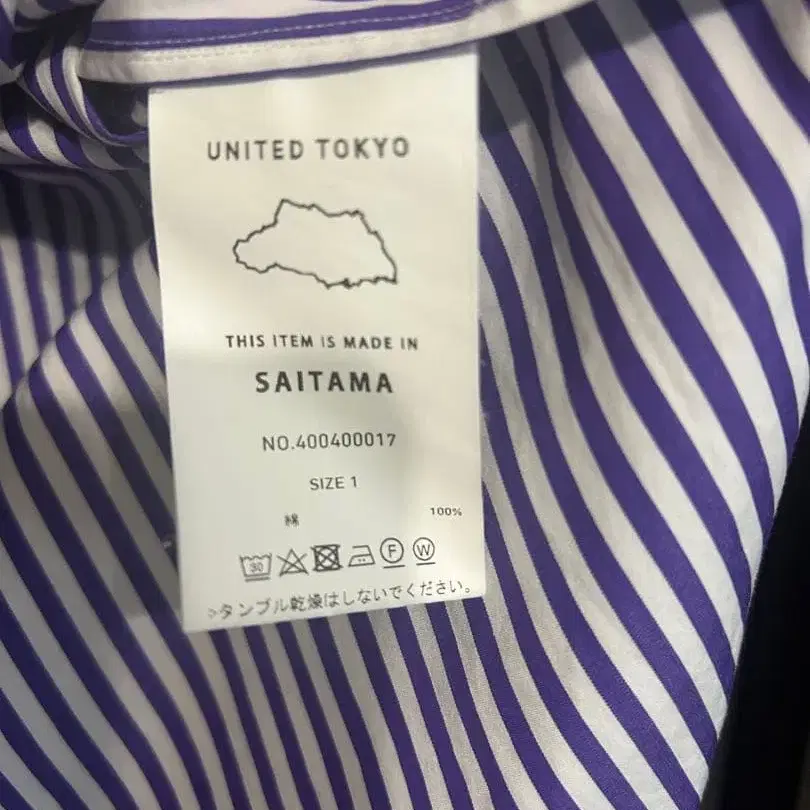 UNITED TOKYO
THIS ITEM IS MADE IN
SAITAMA
NO.400400017
SIZE 1
綿 100%
30 F W
▷タンブル乾燥はしないでください。